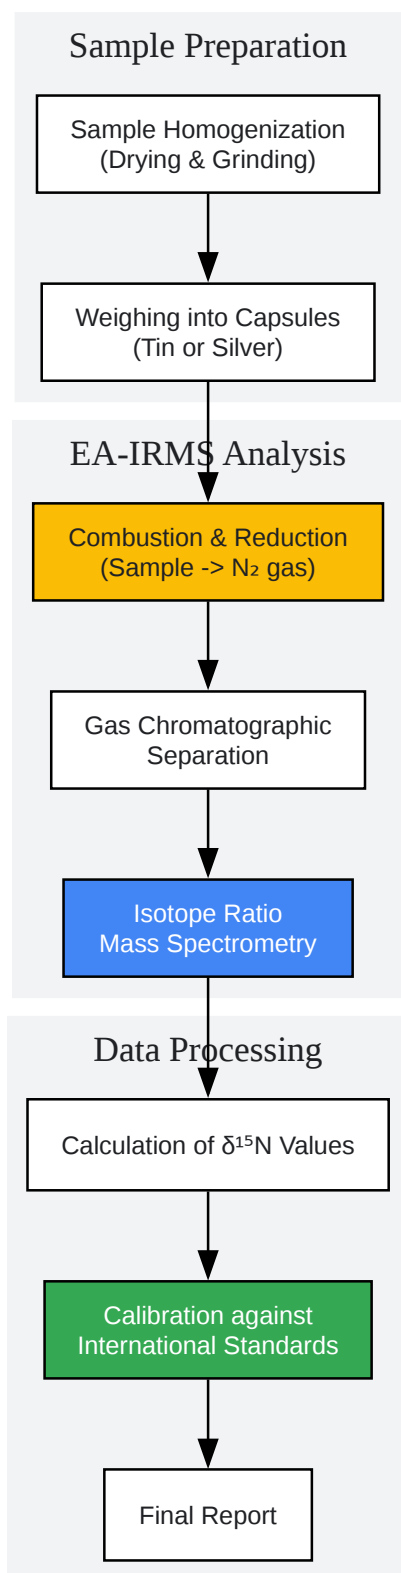 Sample Preparation
Sample Homogenization
(Drying & Grinding)
Weighing into Capsules
(Tin or Silver)
EA-IRMS Analysis
Combustion & Reduction
(Sample -> N₂ gas)
Gas Chromatographic
Separation
Isotope Ratio
Mass Spectrometry
Data Processing
Calculation of δ¹⁵N Values
Calibration against
International Standards
Final Report